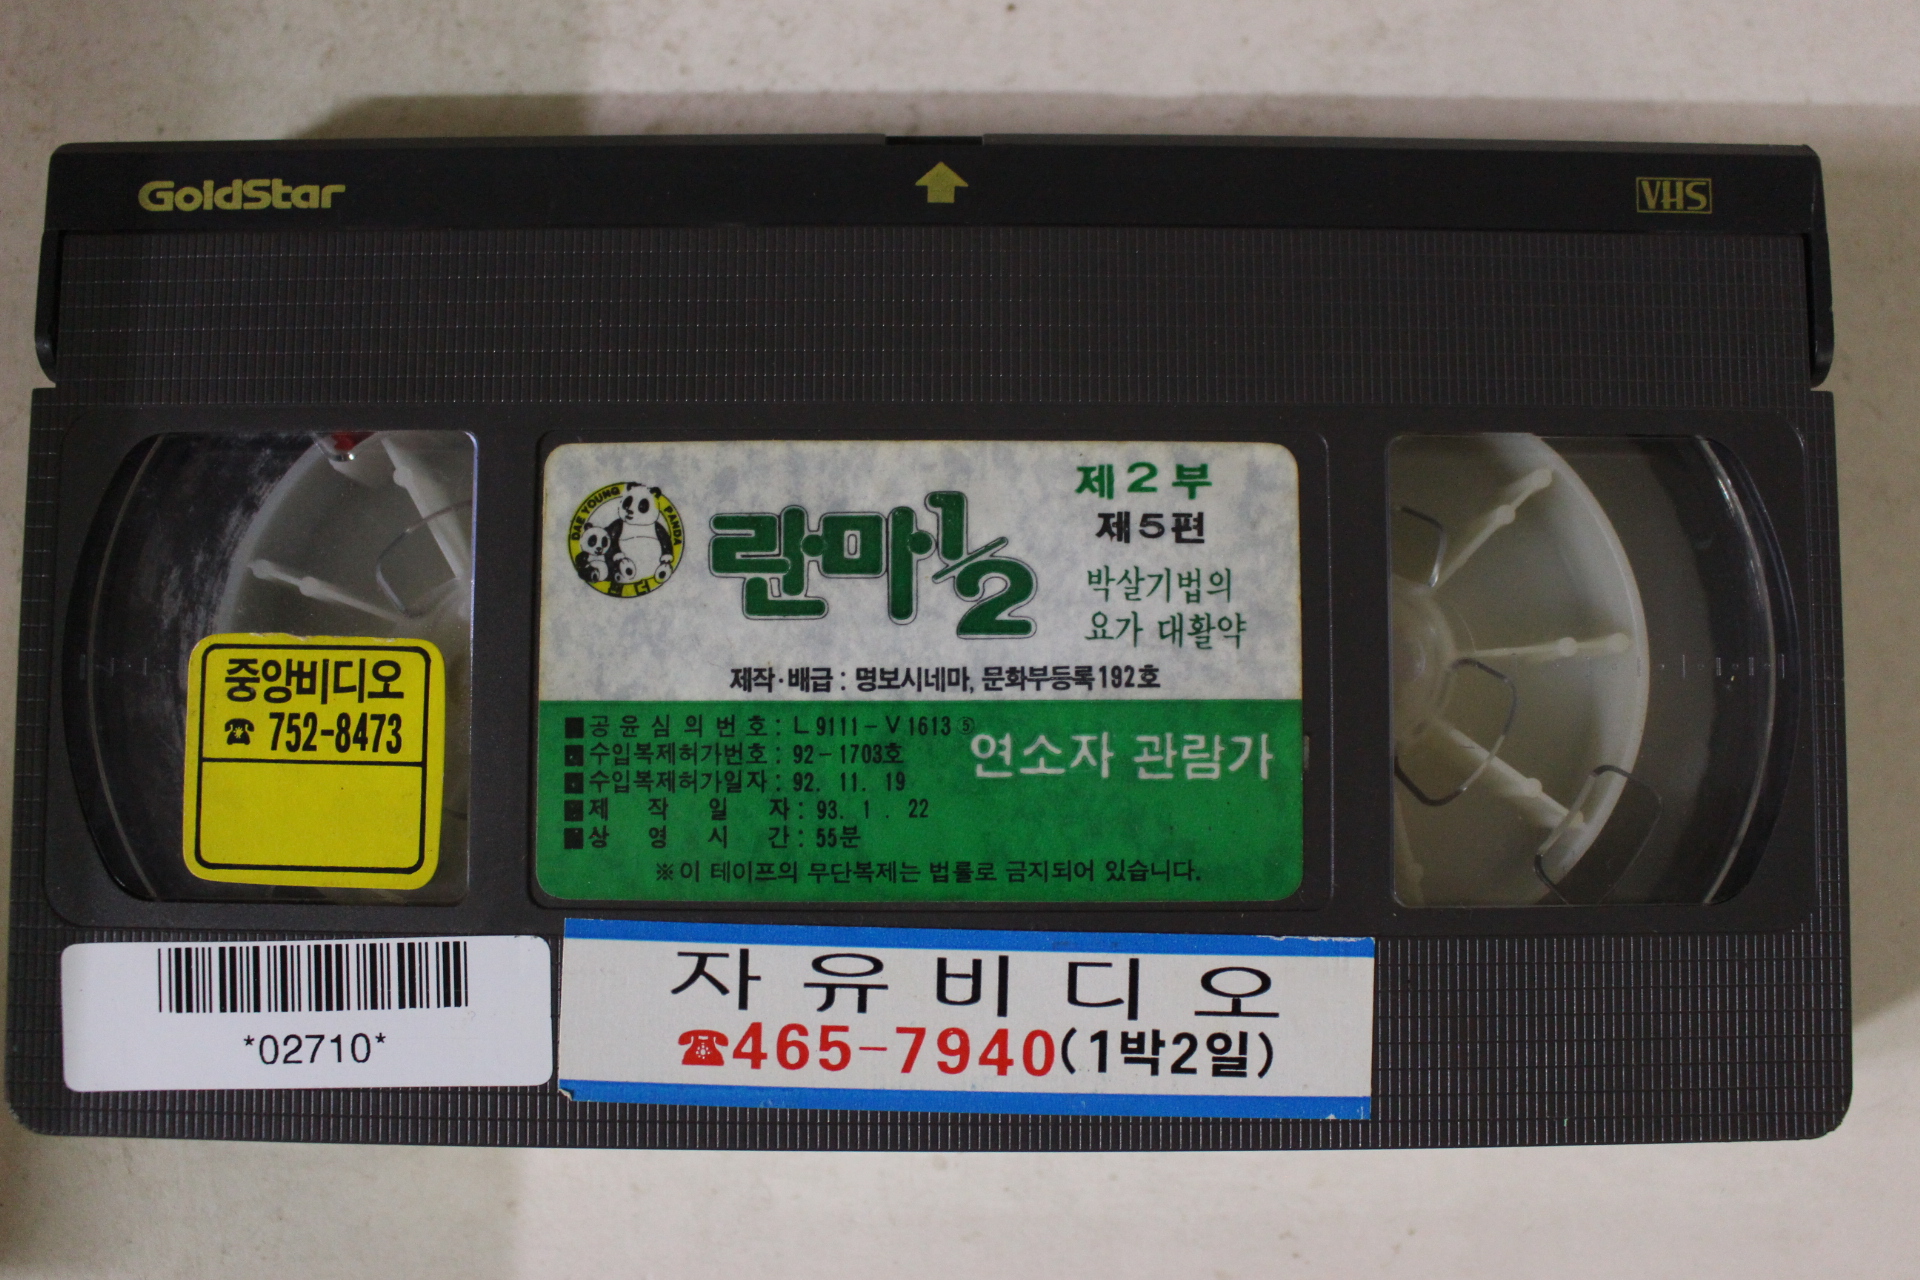 GoldStar
VHS
DAE YOUNG PANDA
란마1/2
제2부
제5편
박살기법의
요가 대활약
제작·배급 : 명보시네마, 문화부등록192호
■공윤심의번호 : L9111-V1613⑤
■수입복제허가번호 : 92-1703호
■수입복제허가일자 : 92. 11. 19
■제작일자 : 93. 1. 22
■상영시간 : 55분
연소자 관람가
※이 테이프의 무단복제는 법률로 금지되어 있습니다.
중앙비디오
☎ 752-8473
*02710*
자유비디오
☎465-7940(1박2일)